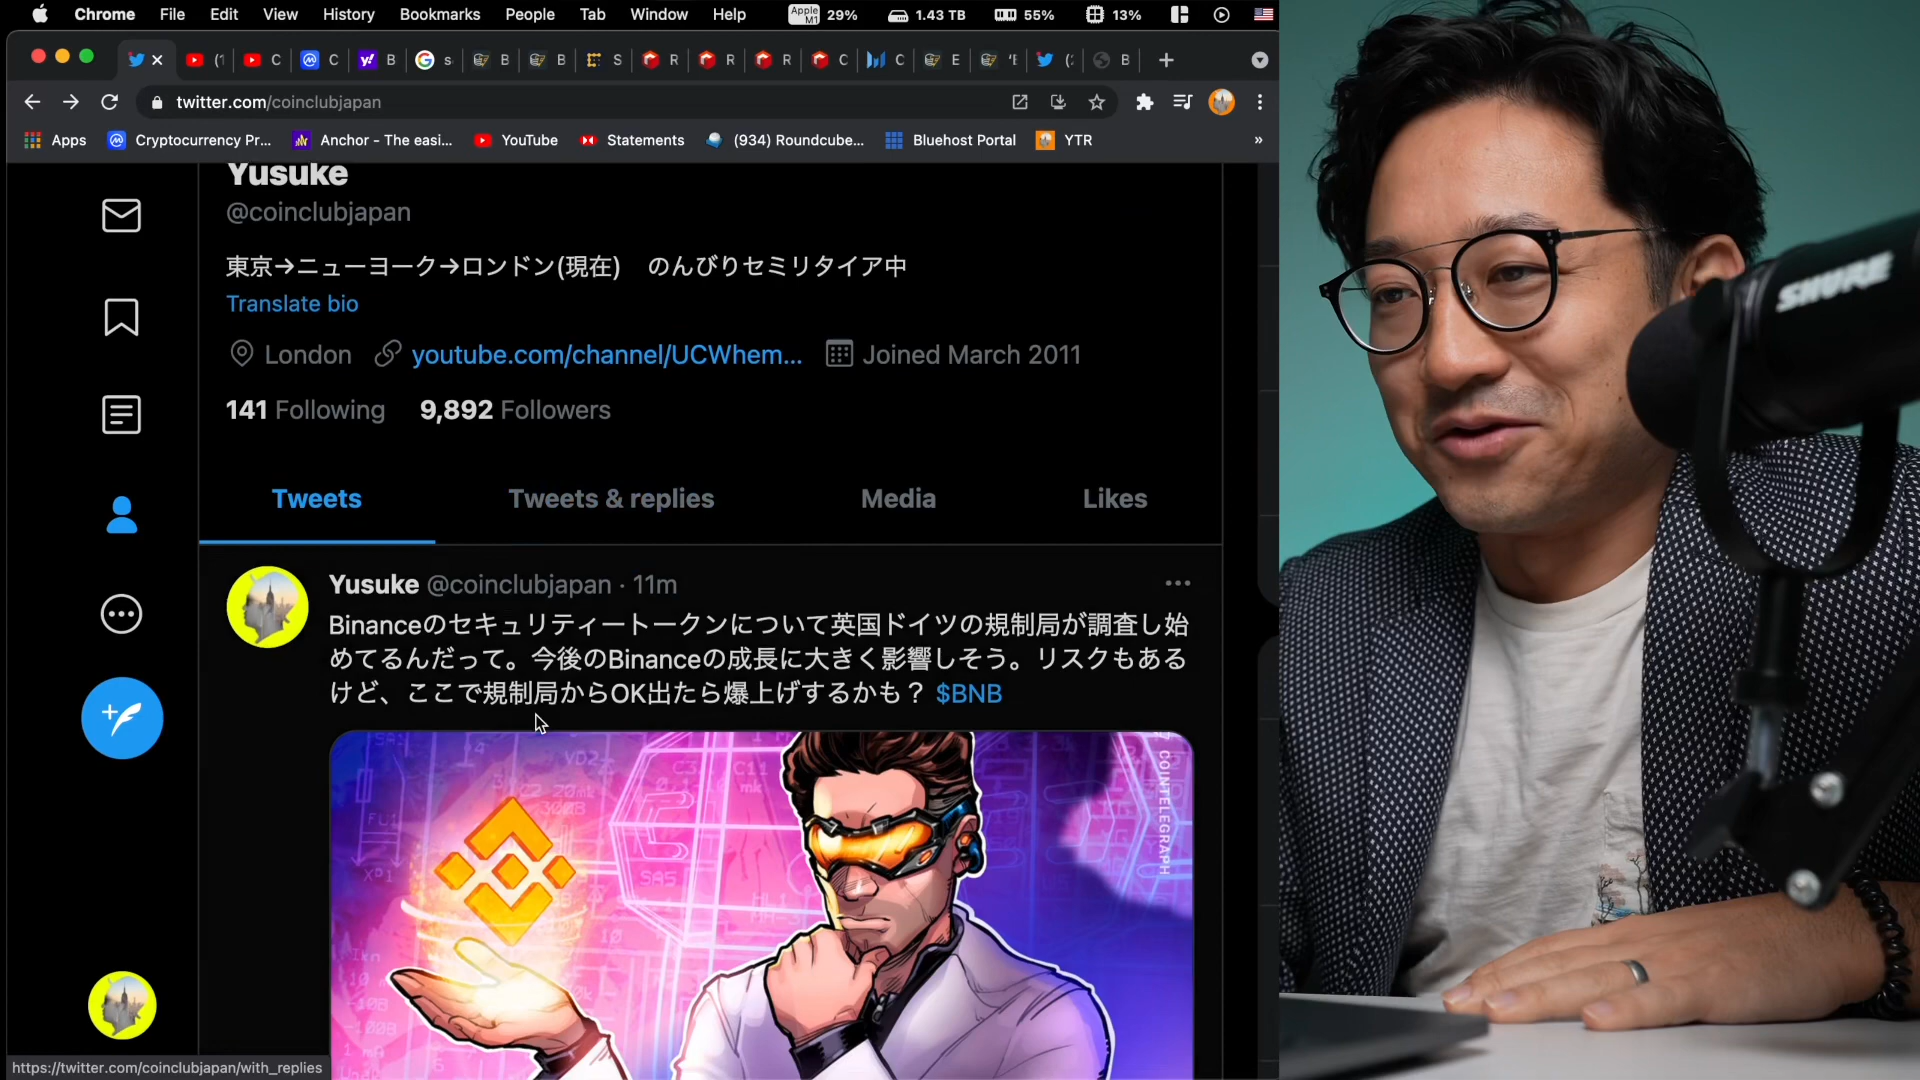 Chrome File Edit View History Bookmarks People Tab Window Help Apple M1 29% 1.43 TB 55% 13%
twitter.com/coinclubjapan
Apps Cryptocurrency Pr... Anchor - The easi... YouTube Statements (934) Roundcube... Bluehost Portal YTR »
Yusuke
@coinclubjapan
東京→ニューヨーク→ロンドン(現在) のんびりセミリタイア中
Translate bio
London youtube.com/channel/UCWhem... Joined March 2011
141 Following 9,892 Followers
Tweets Tweets & replies Media Likes
Yusuke @coinclubjapan · 11m
Binanceのセキュリティートークンについて英国ドイツの規制局が調査し始
めてるんだって。今後のBinanceの成長に大きく影響しそう。リスクもある
けど、ここで規制局からOK出たら爆上げするかも？ $BNB
COINTELEGRAPH
https://twitter.com/coinclubjapan/with_replies
SHURE